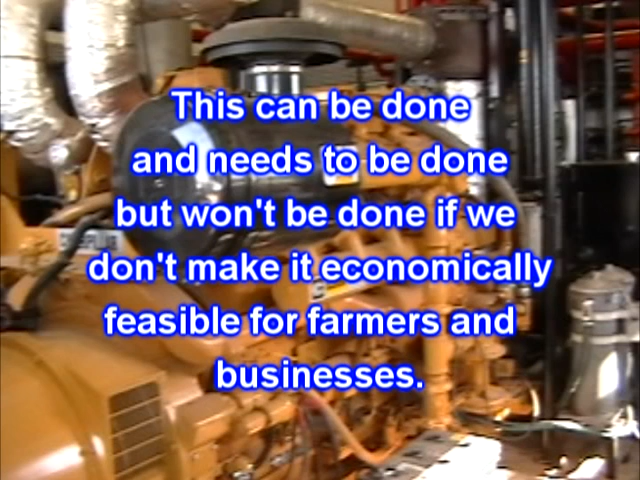 This can be done
and needs to be done
but won't be done if we
don't make it economically
feasible for farmers and
businesses.